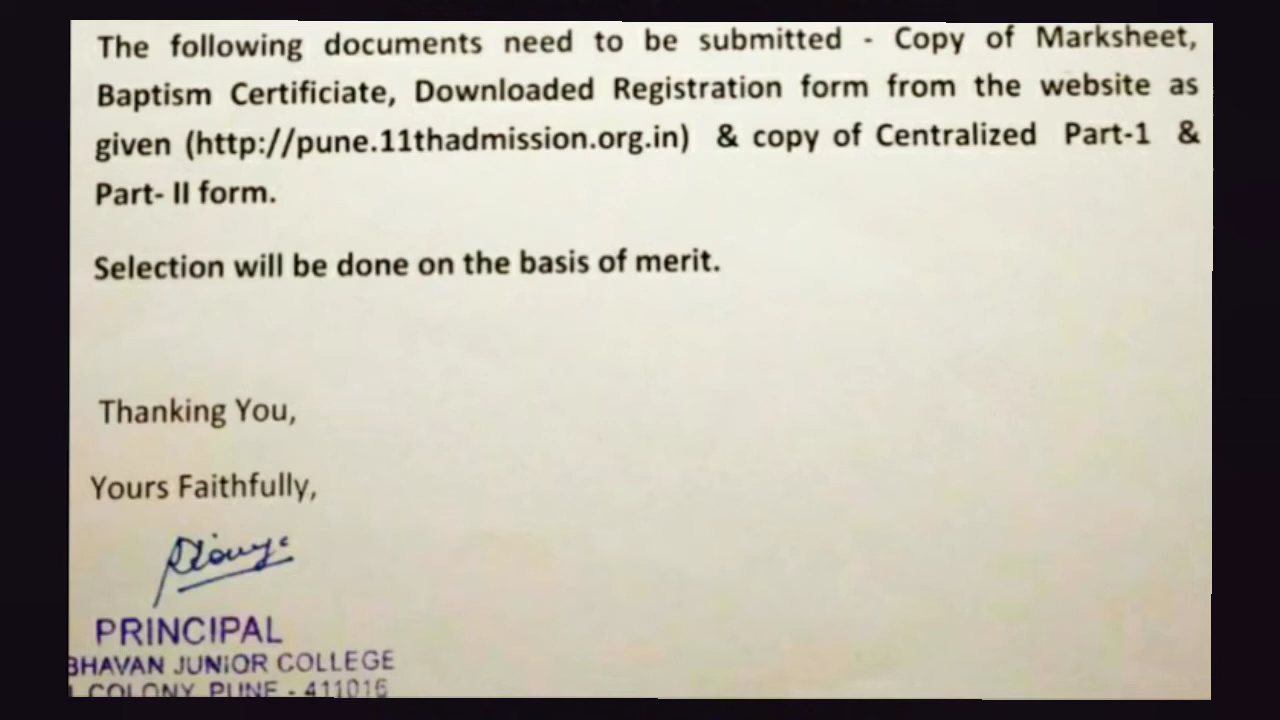 The following documents need to be submitted - Copy of Marksheet,
Baptism Certificiate, Downloaded Registration form from the website as
given (http://pune.11thadmission.org.in) & copy of Centralized Part-1 &
Part- II form.
Selection will be done on the basis of merit.
Thanking You,
Yours Faithfully,
PRINCIPAL
BHAVAN JUNIOR COLLEGE
COLONY, PUNE - 411016